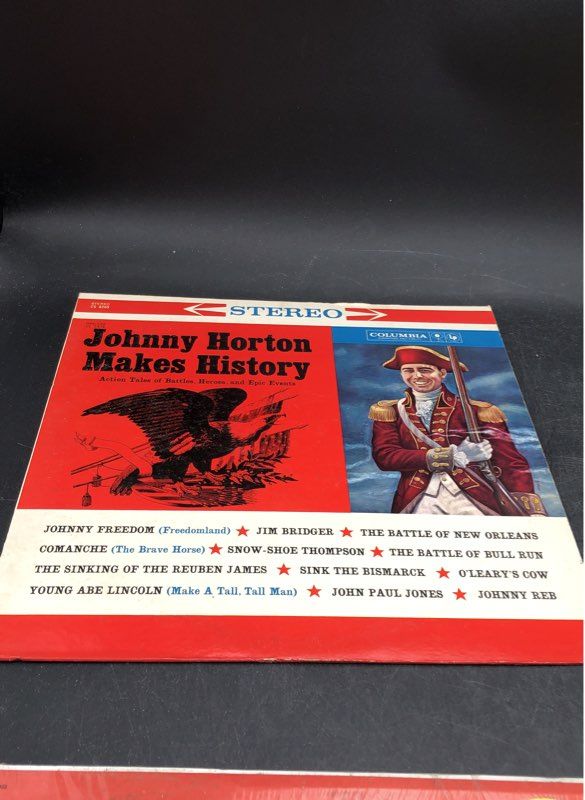 STEREO
STEREO
COLUMBIA
Johnny Horton
Makes History
Action Tales of Battles, Heroes, and Epic Events
JOHNNY FREEDOM (Freedomland) ★ JIM BRIDGER ★ THE BATTLE OF NEW ORLEANS
COMANCHE (The Brave Horse) ★ SNOW-SHOE THOMPSON ★ THE BATTLE OF BULL RUN
THE SINKING OF THE REUBEN JAMES ★ SINK THE BISMARCK ★ O'LEARY'S COW
YOUNG ABE LINCOLN (Make A Tall, Tall Man) ★ JOHN PAUL JONES ★ JOHNNY REB